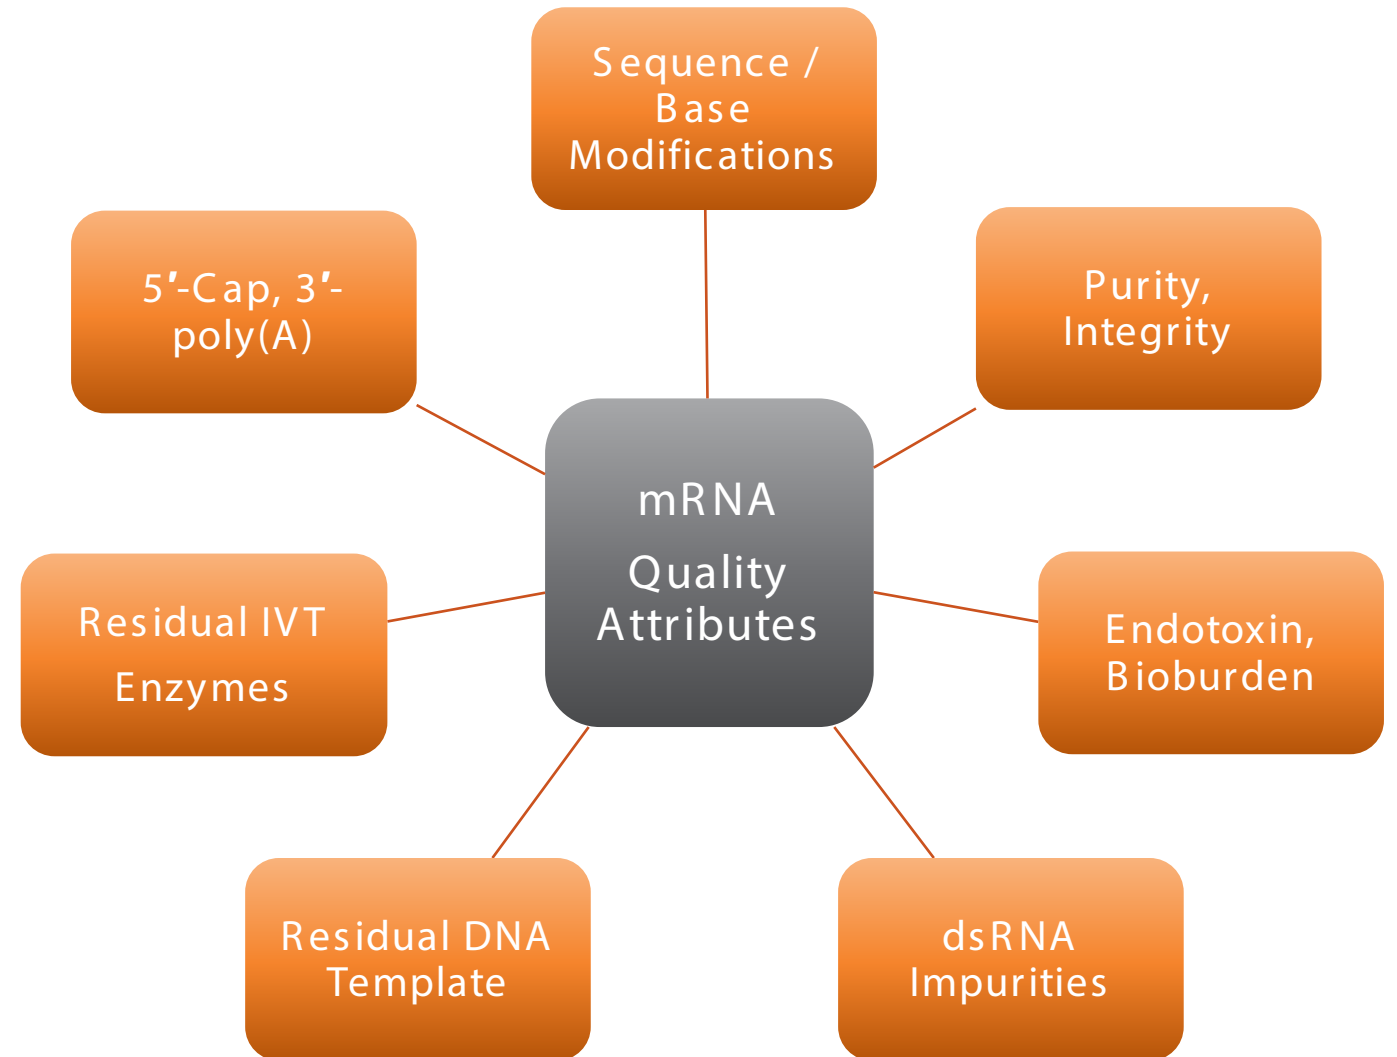 Sequence /
Base
Modifications
5′-Cap, 3′-
poly(A)
Purity,
Integrity
mRNA
Quality
Attributes
Residual IVT
Enzymes
Endotoxin,
Bioburden
Residual DNA
Template
dsRNA
Impurities